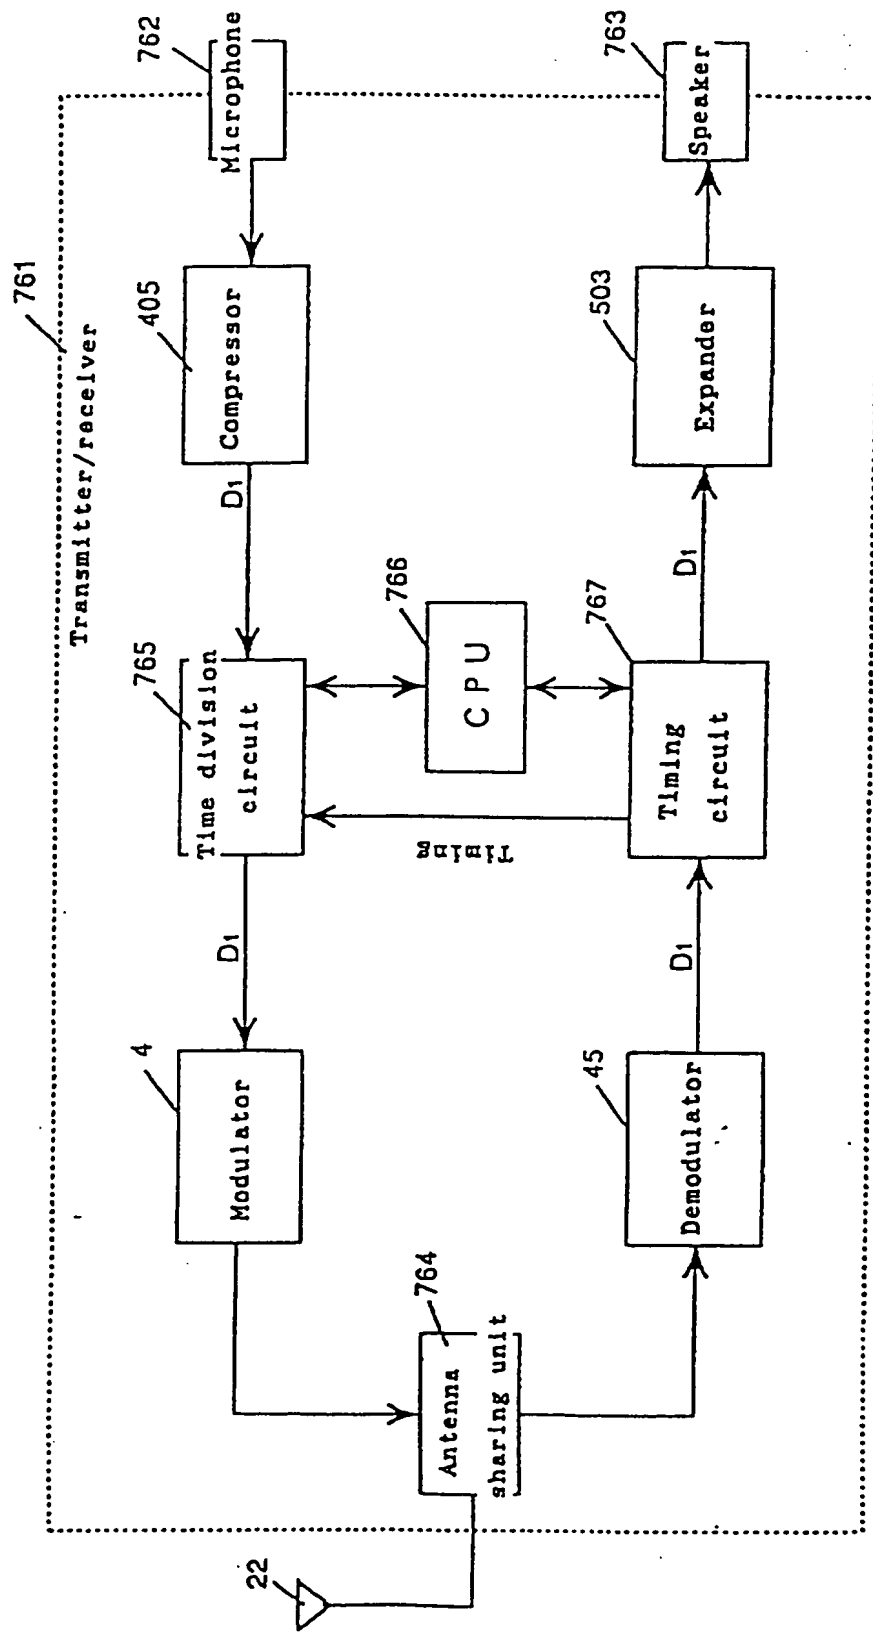 761
Transmitter/receiver
762
Microphone
405
Compressor
D1
765
Time division
circuit
D1
4
Modulator
764
Antenna
sharing unit
22
766
CPU
Timing
763
Speaker
503
Expander
D1
767
Timing
circuit
D1
45
Demodulator